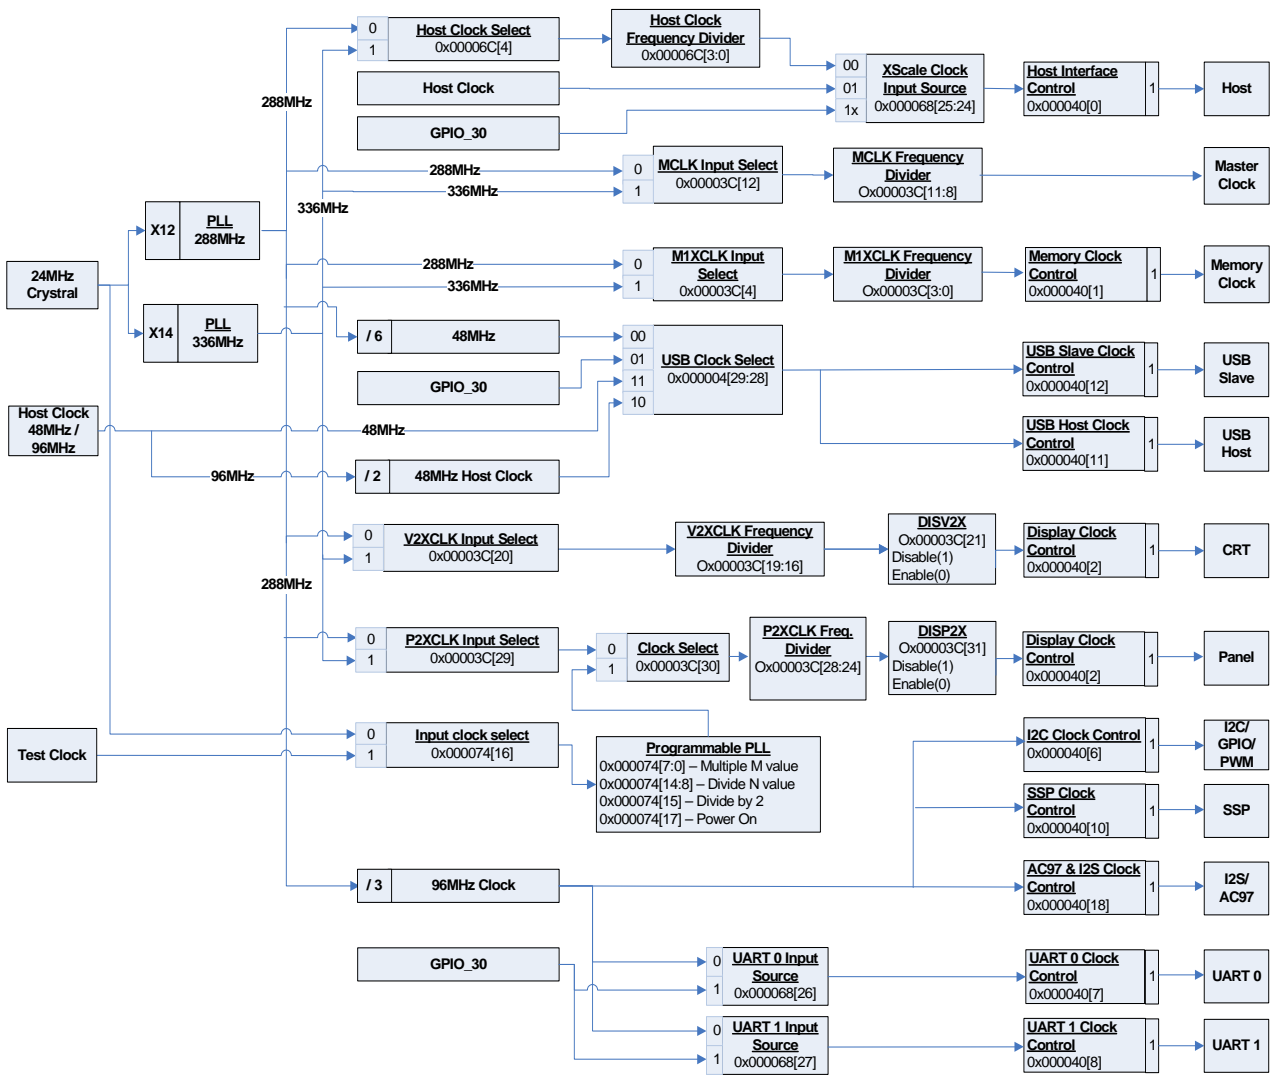 0
1
Host Clock Select
0x00006C[4]
Host Clock
Frequency Divider
0x00006C[3:0]
00
01
1x
XScale Clock
Input Source
0x000068[25:24]
Host Interface
Control
0x000040[0]
1
Host
Host Clock
GPIO_30
288MHz
288MHz
336MHz
0
1
MCLK Input Select
0x00003C[12]
MCLK Frequency
Divider
Ox00003C[11:8]
Master
Clock
336MHz
X12
PLL
288MHz
24MHz
Crystral
X14
PLL
336MHz
288MHz
336MHz
0
1
M1XCLK Input
Select
0x00003C[4]
M1XCLK Frequency
Divider
Ox00003C[3:0]
Memory Clock
Control
0x000040[1]
1
Memory
Clock
/ 6
48MHz
GPIO_30
00
01
11
10
USB Clock Select
0x000004[29:28]
USB Slave Clock
Control
0x000040[12]
1
USB
Slave
Host Clock
48MHz /
96MHz
48MHz
USB Host Clock
Control
0x000040[11]
1
USB
Host
96MHz
/ 2
48MHz Host Clock
0
1
V2XCLK Input Select
0x00003C[20]
V2XCLK Frequency
Divider
Ox00003C[19:16]
DISV2X
Ox00003C[21]
Disable(1)
Enable(0)
Display Clock
Control
0x000040[2]
1
CRT
288MHz
0
1
P2XCLK Input Select
0x00003C[29]
0
1
Clock Select
0x00003C[30]
P2XCLK Freq.
Divider
Ox00003C[28:24]
DISP2X
Ox00003C[31]
Disable(1)
Enable(0)
Display Clock
Control
0x000040[2]
1
Panel
Test Clock
0
1
Input clock select
0x000074[16]
Programmable PLL
0x000074[7:0] – Multiple M value
0x000074[14:8] – Divide N value
0x000074[15] – Divide by 2
0x000074[17] – Power On
I2C Clock Control
0x000040[6]
1
I2C/
GPIO/
PWM
SSP Clock
Control
0x000040[10]
1
SSP
/ 3
96MHz Clock
AC97 & I2S Clock
Control
0x000040[18]
1
I2S/
AC97
GPIO_30
0
1
UART 0 Input
Source
0x000068[26]
UART 0 Clock
Control
0x000040[7]
1
UART 0
0
1
UART 1 Input
Source
0x000068[27]
UART 1 Clock
Control
0x000040[8]
1
UART 1